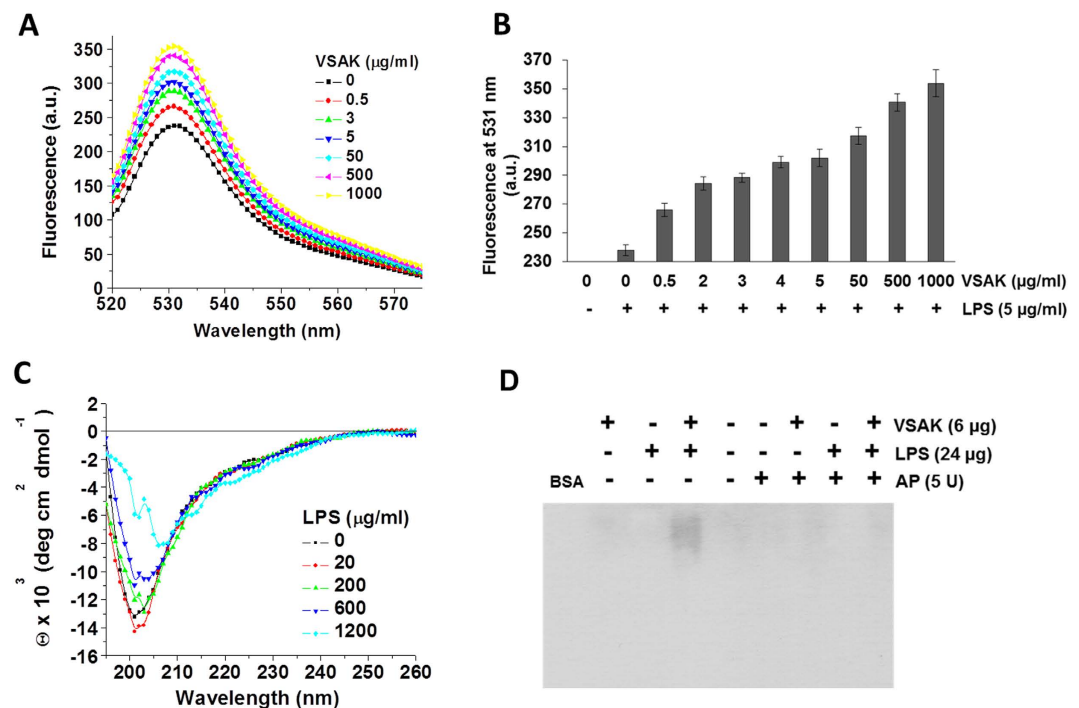 A
350
300
250
200
150
100
50
0
Fluorescence (a.u.)
520 530 540 550 560 570
Wavelength (nm)
VSAK (μg/ml)
0
0.5
3
5
50
500
1000
B
370
350
330
310
290
270
250
230
Fluorescence at 531 nm
(a.u.)
0 0 0.5 2 3 4 5 50 500 1000 VSAK (μg/ml)
- + + + + + + + + + LPS (5 μg/ml)
C
2
0
-2
-4
-6
-8
-10
-12
-14
-16
Θ x 10 3 (deg cm 2 dmol -1 )
200 210 220 230 240 250 260
Wavelength (nm)
LPS (μg/ml)
0
20
200
600
1200
D
+ - + - - + - + VSAK (6 μg)
- + + - - - + + LPS (24 μg)
BSA - - - - + + + + AP (5 U)